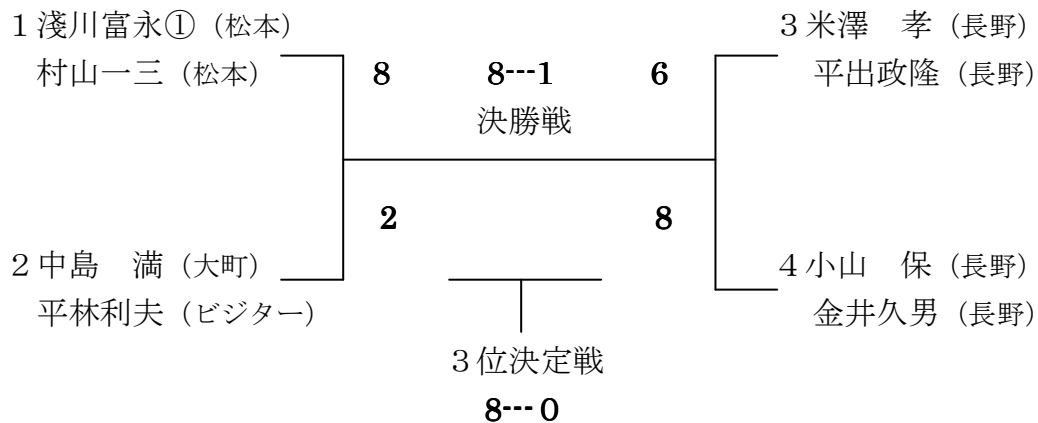 1 淺川富永①（松本）
村山一三（松本）
8 8---1 6
決勝戦
3 米澤　孝（長野）
平出政隆（長野）
2 8
2 中島　満（大町）
平林利夫（ビジター）
4 小山　保（長野）
金井久男（長野）
3位決定戦
8---0